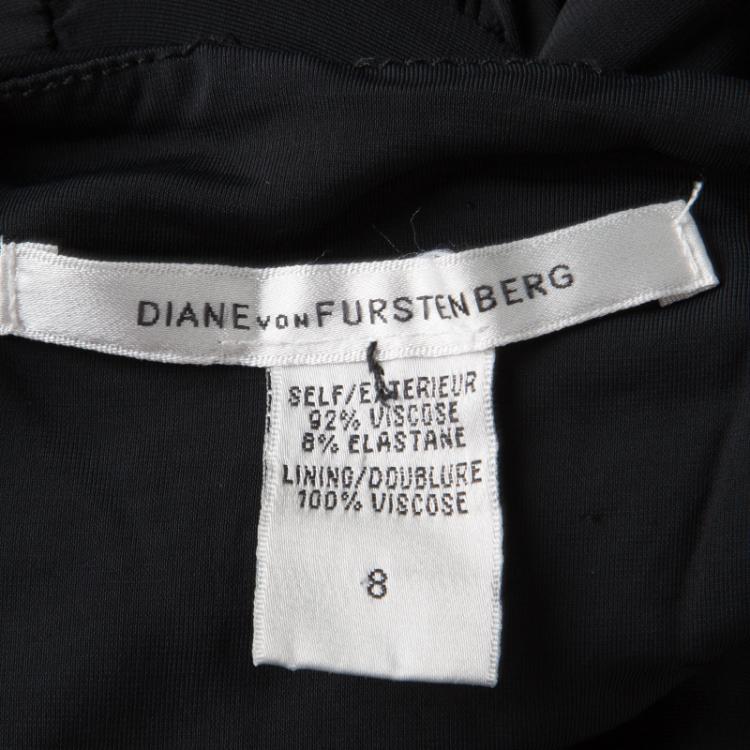 DIANE VON FURSTENBERG
SELF/EXTERIEUR
92% VISCOSE
8% ELASTANE
LINING/DOUBLURE
100% VISCOSE
8